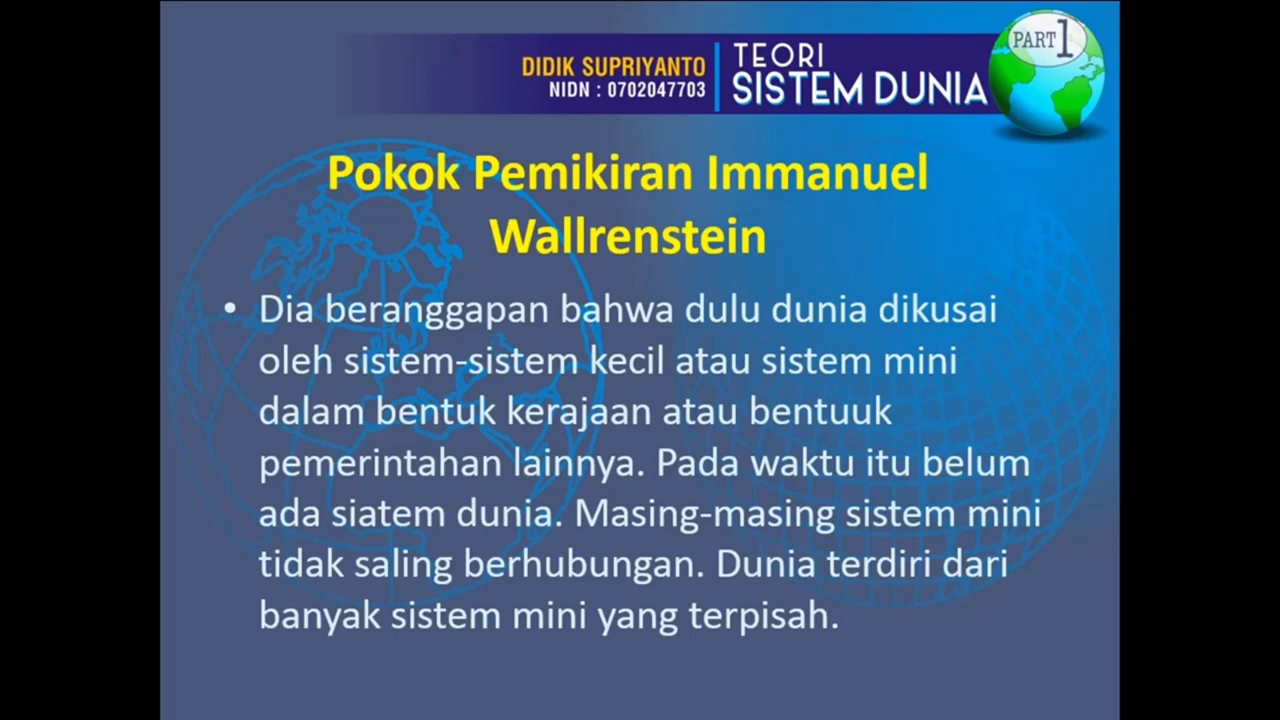 DIDIK SUPRIYANTO
NIDN : 0702047703
TEORI
SISTEM DUNIA
PART 1
Pokok Pemikiran Immanuel
Wallrenstein
• Dia beranggapan bahwa dulu dunia dikusai
oleh sistem-sistem kecil atau sistem mini
dalam bentuk kerajaan atau bentuuk
pemerintahan lainnya. Pada waktu itu belum
ada siatem dunia. Masing-masing sistem mini
tidak saling berhubungan. Dunia terdiri dari
banyak sistem mini yang terpisah.